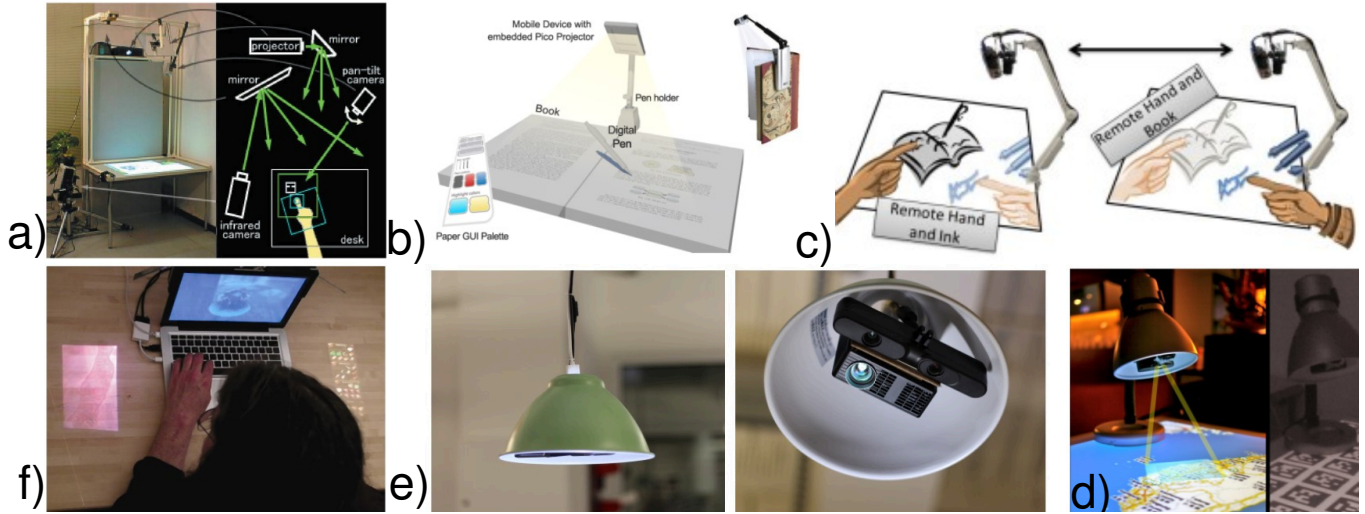 projector
mirror
mirror
pan-tilt
camera
infrared
camera
desk
a)
Mobile Device with
embedded Pico Projector
Pen holder
Book
Digital
Pen
Paper GUI Palette
b)
Remote Hand and
Book
Remote Hand
and Ink
c)
f)
e)
d)